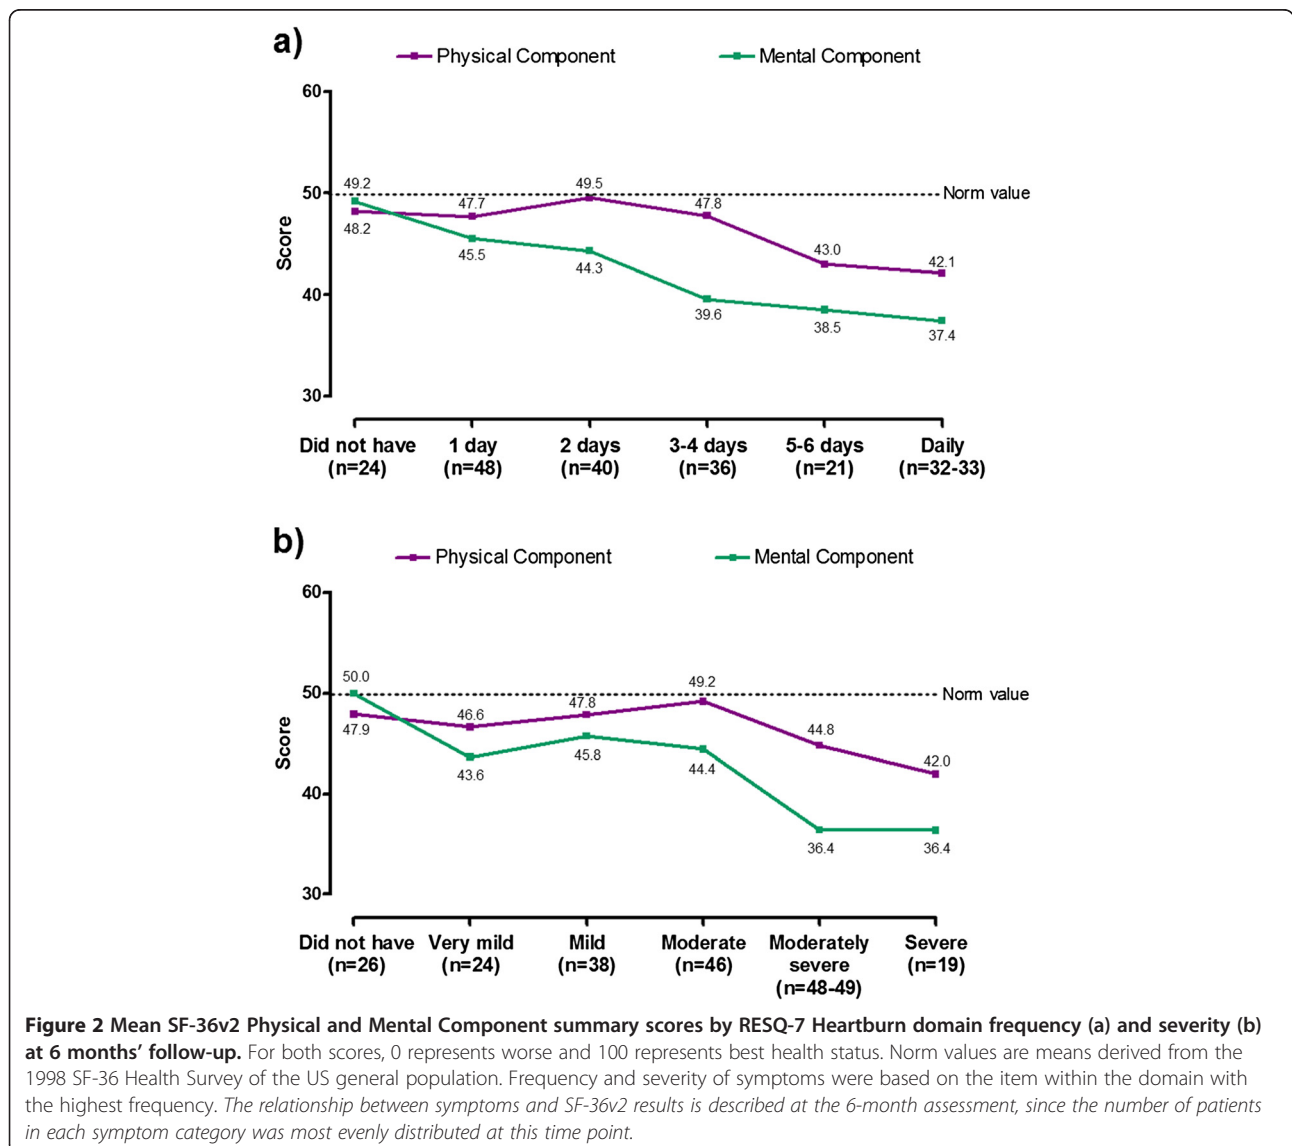 a)
Physical Component
Mental Component
60
50
40
30
Score
49.2
48.2
47.7
45.5
49.5
44.3
47.8
39.6
43.0
38.5
42.1
37.4
Norm value
Did not have
(n=24)
1 day
(n=48)
2 days
(n=40)
3-4 days
(n=36)
5-6 days
(n=21)
Daily
(n=32-33)
b)
Physical Component
Mental Component
60
50
40
30
Score
50.0
47.9
46.6
43.6
47.8
45.8
49.2
44.4
44.8
36.4
42.0
36.4
Norm value
Did not have
(n=26)
Very mild
(n=24)
Mild
(n=38)
Moderate
(n=46)
Moderately
severe
(n=48-49)
Severe
(n=19)
Figure 2 Mean SF-36v2 Physical and Mental Component summary scores by RESQ-7 Heartburn domain frequency (a) and severity (b)
at 6 months’ follow-up. For both scores, 0 represents worse and 100 represents best health status. Norm values are means derived from the
1998 SF-36 Health Survey of the US general population. Frequency and severity of symptoms were based on the item within the domain with
the highest frequency. The relationship between symptoms and SF-36v2 results is described at the 6-month assessment, since the number of patients
in each symptom category was most evenly distributed at this time point.